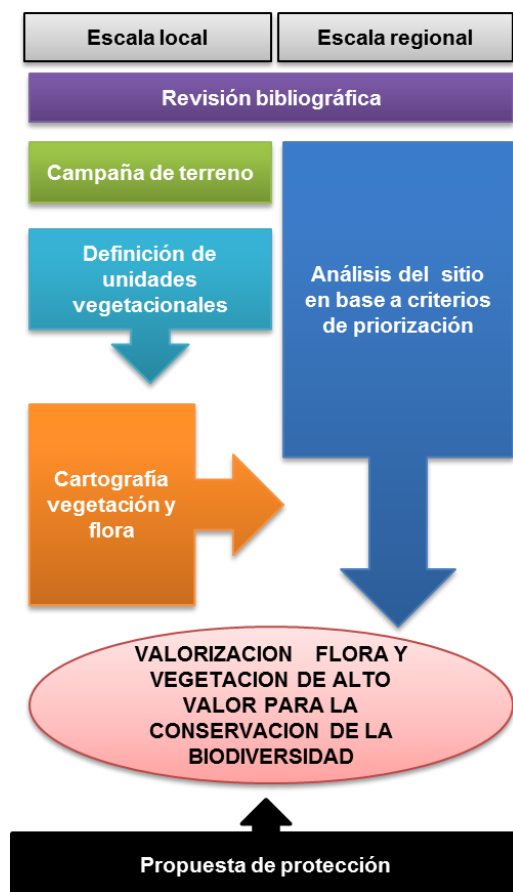 Escala local
Escala regional
Revisión bibliográfica
Campaña de terreno
Definición de
unidades
vegetacionales
Análisis del sitio
en base a criterios
de priorización
Cartografía
vegetación y
flora
VALORIZACION FLORA Y
VEGETACION DE ALTO
VALOR PARA LA
CONSERVACION DE LA
BIODIVERSIDAD
Propuesta de protección